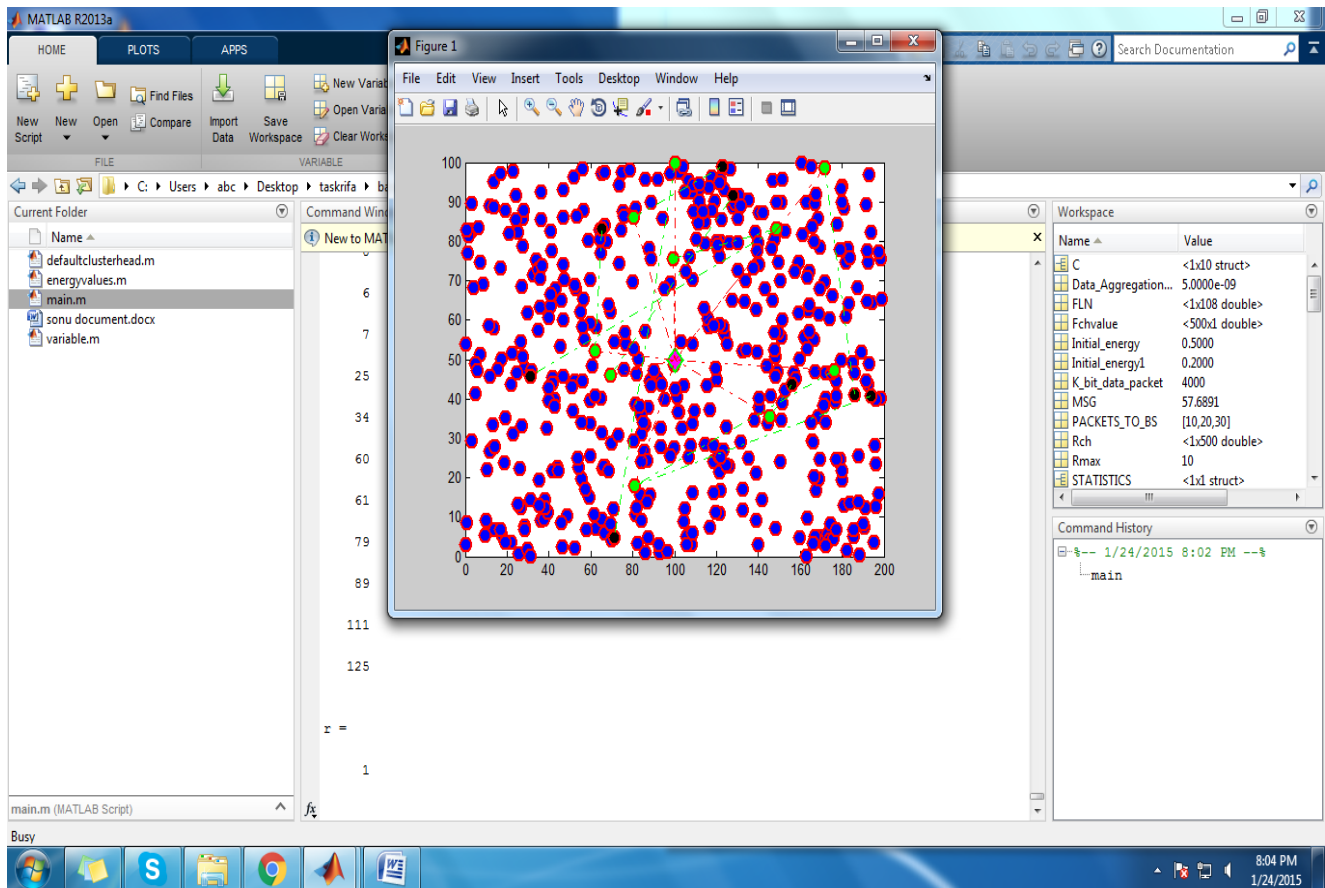 MATLAB R2013a
HOME PLOTS APPS
Search Documentation
New Script
New
Open
Find Files
Compare
Import Data
Save Workspace
New Variab
Open Varia
Clear Works
FILE
VARIABLE
C: Users abc Desktop taskrifa ba
Current Folder
Name
defaultclusterhead.m
energyvalues.m
main.m
sonu document.docx
variable.m
main.m (MATLAB Script)
Command Wind
New to MAT
6
7
25
34
60
61
79
89
111
125
r =
1
fx
Figure 1
File Edit View Insert Tools Desktop Window Help
100
90
80
70
60
50
40
30
20
10
0
0 20 40 60 80 100 120 140 160 180 200
Workspace
Name Value
C <1x10 struct>
Data_Aggregation... 5.0000e-09
FLN <1x108 double>
Fchvalue <500x1 double>
Initial_energy 0.5000
Initial_energy1 0.2000
K_bit_data_packet 4000
MSG 57.6891
PACKETS_TO_BS [10,20,30]
Rch <1x500 double>
Rmax 10
STATISTICS <1x1 struct>
Command History
%-- 1/24/2015 8:02 PM --%
main
Busy
8:04 PM
1/24/2015